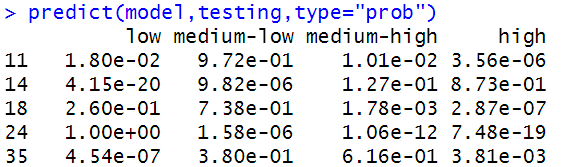 > predict(model,testing,type="prob")
low medium-low medium-high high
11 1.80e-02 9.72e-01 1.01e-02 3.56e-06
14 4.15e-20 9.82e-06 1.27e-01 8.73e-01
18 2.60e-01 7.38e-01 1.78e-03 2.87e-07
24 1.00e+00 1.58e-06 1.06e-12 7.48e-19
35 4.54e-07 3.80e-01 6.16e-01 3.81e-03